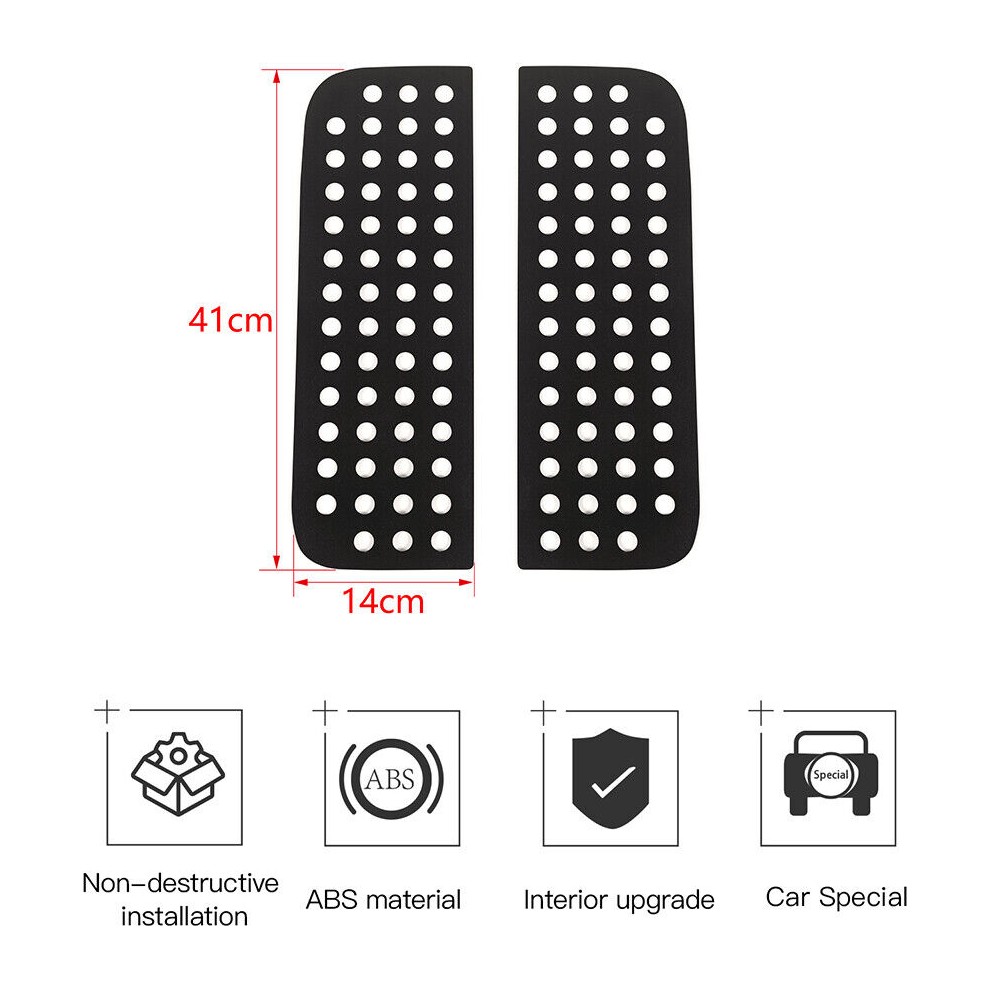 41cm
14cm
ABS
Special
Non-destructive
installation
ABS material
Interior upgrade
Car Special